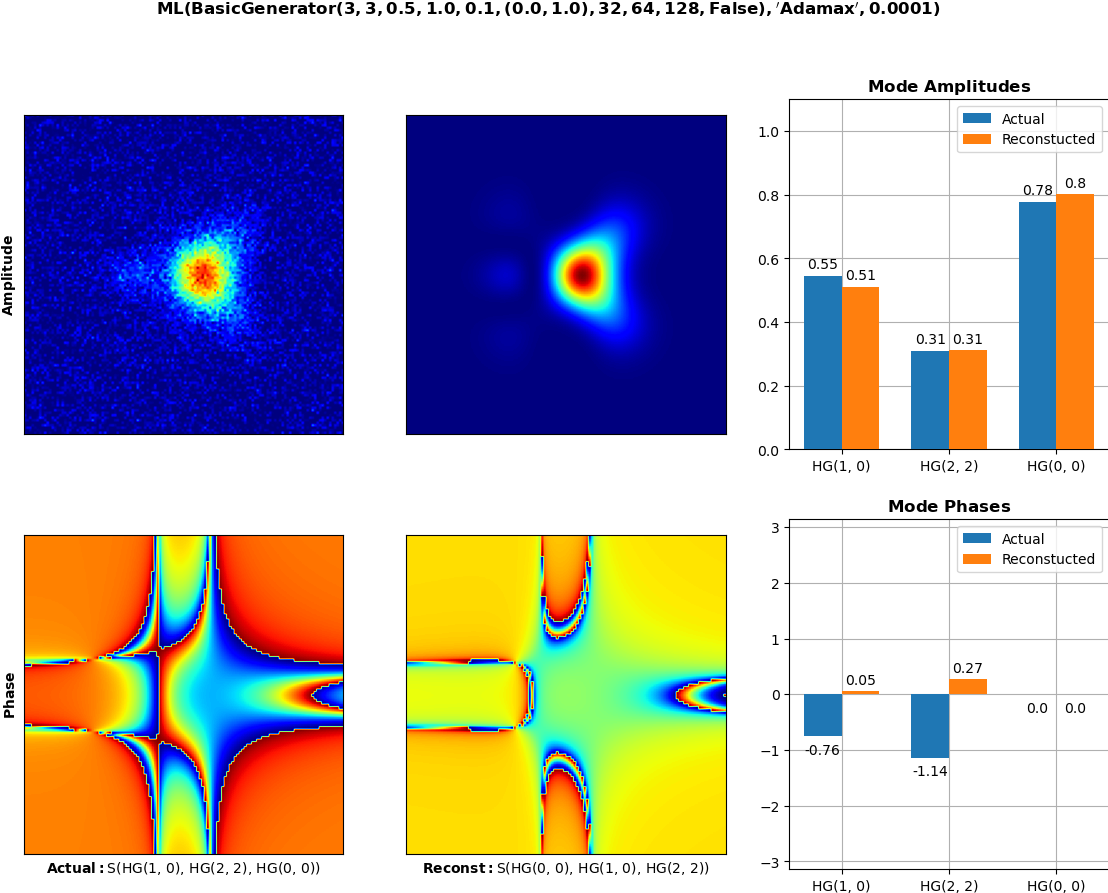 ML(BasicGenerator(3, 3, 0.5, 1.0, 0.1, (0.0, 1.0), 32, 64, 128, False), ′Adamax′, 0.0001)
Amplitude
Mode Amplitudes
Actual
Reconstucted
1.0
0.8
0.6
0.4
0.2
0.0
0.55
0.51
0.31
0.31
0.78
0.8
HG(1, 0)
HG(2, 2)
HG(0, 0)
Phase
Actual: S(HG(1, 0), HG(2, 2), HG(0, 0))
Reconst: S(HG(0, 0), HG(1, 0), HG(2, 2))
Mode Phases
Actual
Reconstucted
3
2
1
0
−1
−2
−3
-0.76
0.05
-1.14
0.27
0.0
0.0
HG(1, 0)
HG(2, 2)
HG(0, 0)